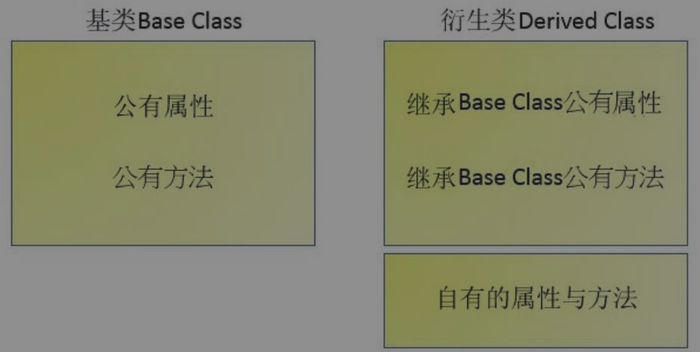 基类Base Class
公有属性
公有方法
衍生类Derived Class
继承Base Class公有属性
继承Base Class公有方法
自有的属性与方法